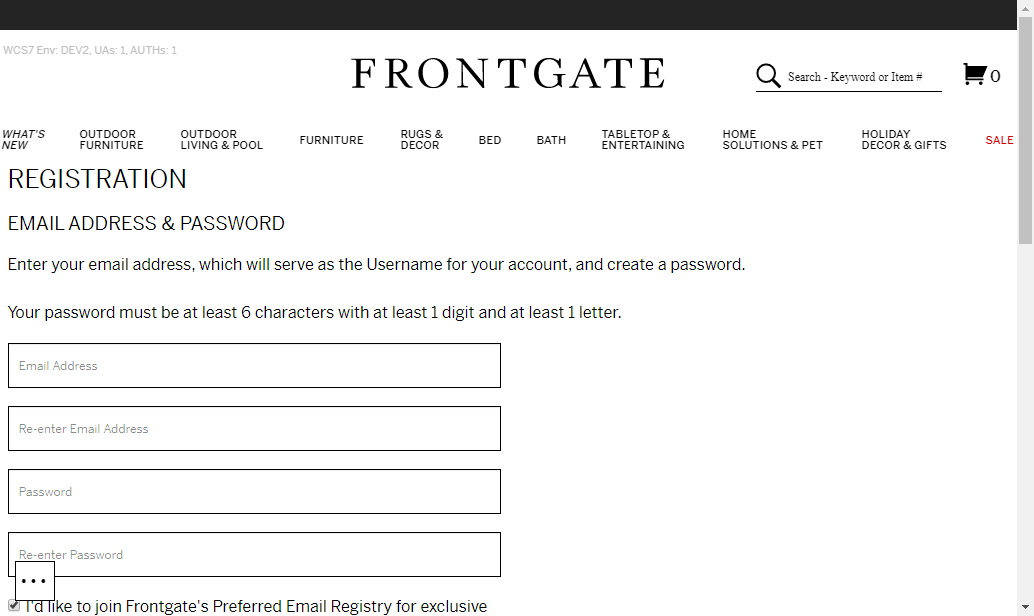 WCS7 Env: DEV2, UAs: 1, AUTHs: 1
FRONTGATE
Search - Keyword or Item #
0
WHAT'S
NEW
OUTDOOR
FURNITURE
OUTDOOR
LIVING & POOL
FURNITURE
RUGS &
DECOR
BED
BATH
TABLETOP &
ENTERTAINING
HOME
SOLUTIONS & PET
HOLIDAY
DECOR & GIFTS
SALE
REGISTRATION
EMAIL ADDRESS & PASSWORD
Enter your email address, which will serve as the Username for your account, and create a password.
Your password must be at least 6 characters with at least 1 digit and at least 1 letter.
Email Address
Re-enter Email Address
Password
Re-enter Password
...
I'd like to join Frontgate's Preferred Email Registry for exclusive